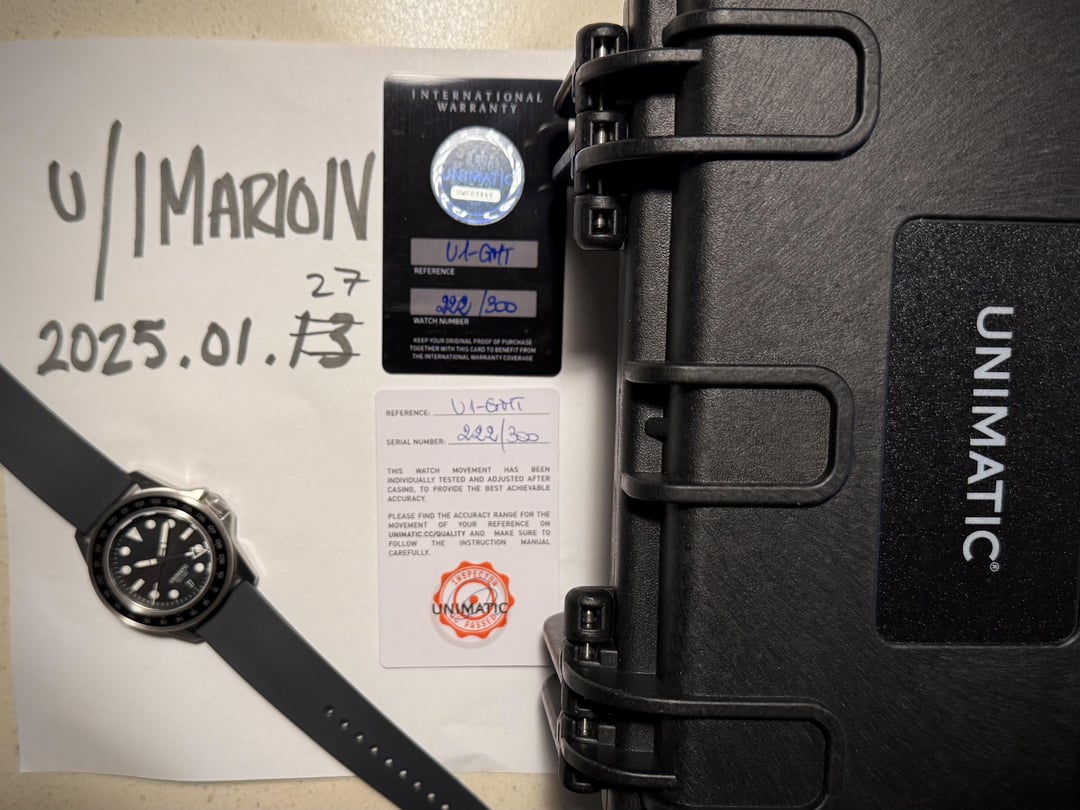 U/1MARIOIV
27
2025.01.13
INTERNATIONAL
WARRANTY
UNIMATIC
U1-GMT
REFERENCE
222/300
WATCH NUMBER
KEEP YOUR ORIGINAL PROOF OF PURCHASE
TOGETHER WITH THIS CARD TO BENEFIT FROM
THE INTERNATIONAL WARRANTY COVERAGE
REFERENCE: U1-GMT
SERIAL NUMBER: 222/300
THIS WATCH MOVEMENT HAS BEEN
INDIVIDUALLY TESTED AND ADJUSTED AFTER
CASING, TO PROVIDE THE BEST ACHIEVABLE
ACCURACY.
PLEASE FIND THE ACCURACY RANGE FOR THE
MOVEMENT OF YOUR REFERENCE ON
UNIMATIC.CC/QUALITY AND MAKE SURE TO
FOLLOW THE INSTRUCTION MANUAL
CAREFULLY.
INSPECTOR
UNIMATIC
PASSED
UNIMATIC®